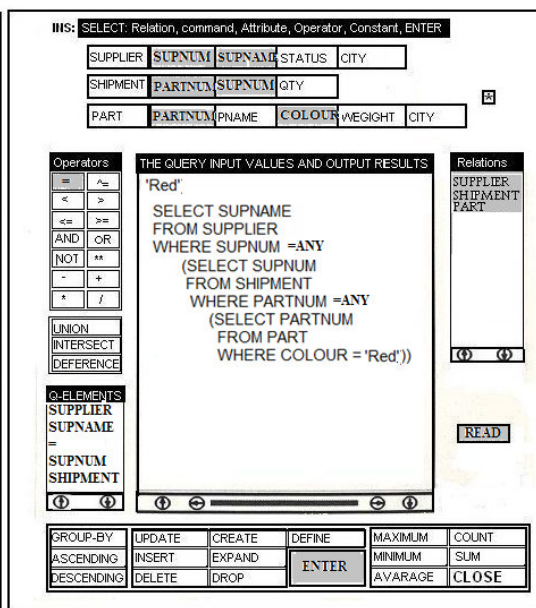 INS: SELECT: Relation, command, Attribute, Operator, Constant, ENTER
SUPPLIER SUPNUM SUPNAME STATUS CITY
SHIPMENT PARTNUM SUPNUM QTY
*
PART PARTNUM PNAME COLOUR WEGIGHT CITY
Operators
= ^=
< >
<= >=
AND OR
NOT **
- +
* /
UNION
INTERSECT
DEFERENCE
Q-ELEMENTS
SUPPLIER
SUPNAME
=
SUPNUM
SHIPMENT
THE QUERY INPUT VALUES AND OUTPUT RESULTS
'Red'
SELECT SUPNAME
FROM SUPPLIER
WHERE SUPNUM =ANY
(SELECT SUPNUM
FROM SHIPMENT
WHERE PARTNUM =ANY
(SELECT PARTNUM
FROM PART
WHERE COLOUR = 'Red'))
Relations
SUPPLIER
SHIPMENT
PART
READ
GROUP-BY UPDATE CREATE DEFINE MAXIMUM COUNT
ASCENDING INSERT EXPAND ENTER MINIMUM SUM
DESCENDING DELETE DROP AVARAGE CLOSE